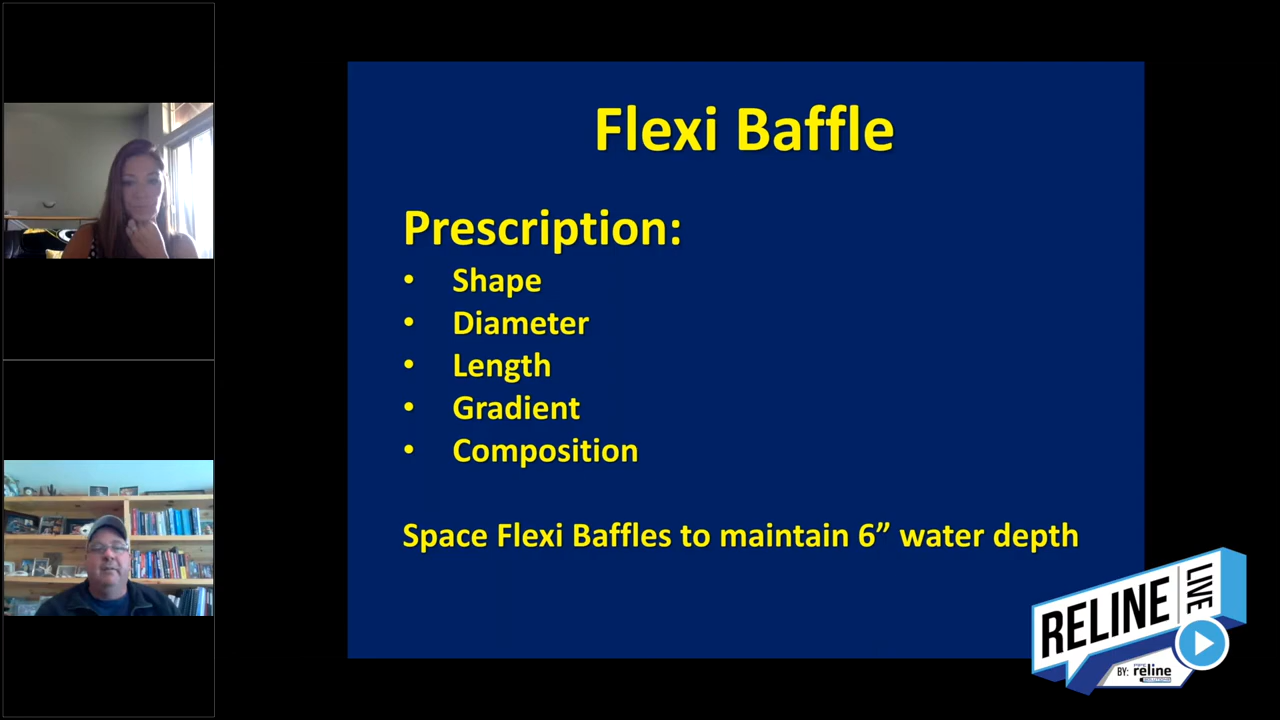 Flexi Baffle
Prescription:
• Shape
• Diameter
• Length
• Gradient
• Composition
Space Flexi Baffles to maintain 6” water depth
RELINE
LIVE
BY: reline